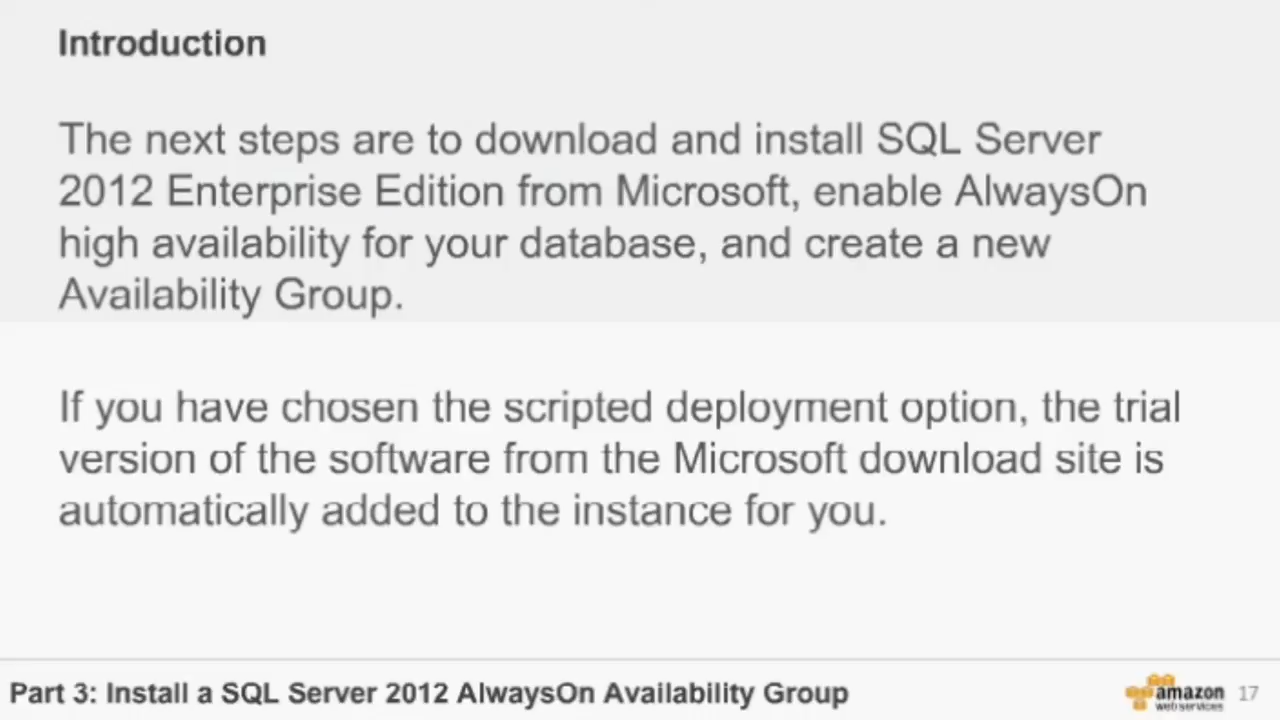 Introduction
The next steps are to download and install SQL Server
2012 Enterprise Edition from Microsoft, enable AlwaysOn
high availability for your database, and create a new
Availability Group.
If you have chosen the scripted deployment option, the trial
version of the software from the Microsoft download site is
automatically added to the instance for you.
Part 3: Install a SQL Server 2012 AlwaysOn Availability Group
amazon
webservices
17